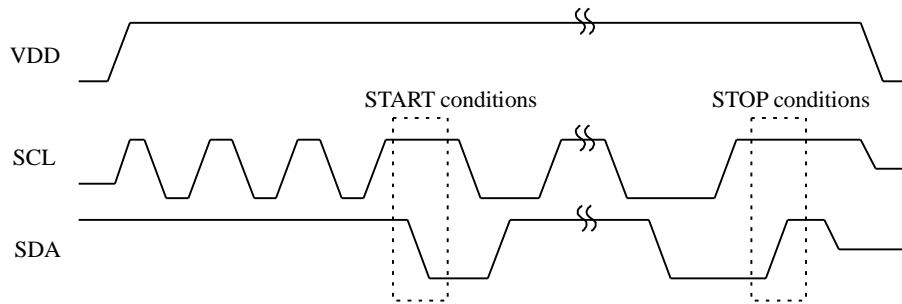 VDD
START conditions
STOP conditions
SCL
SDA